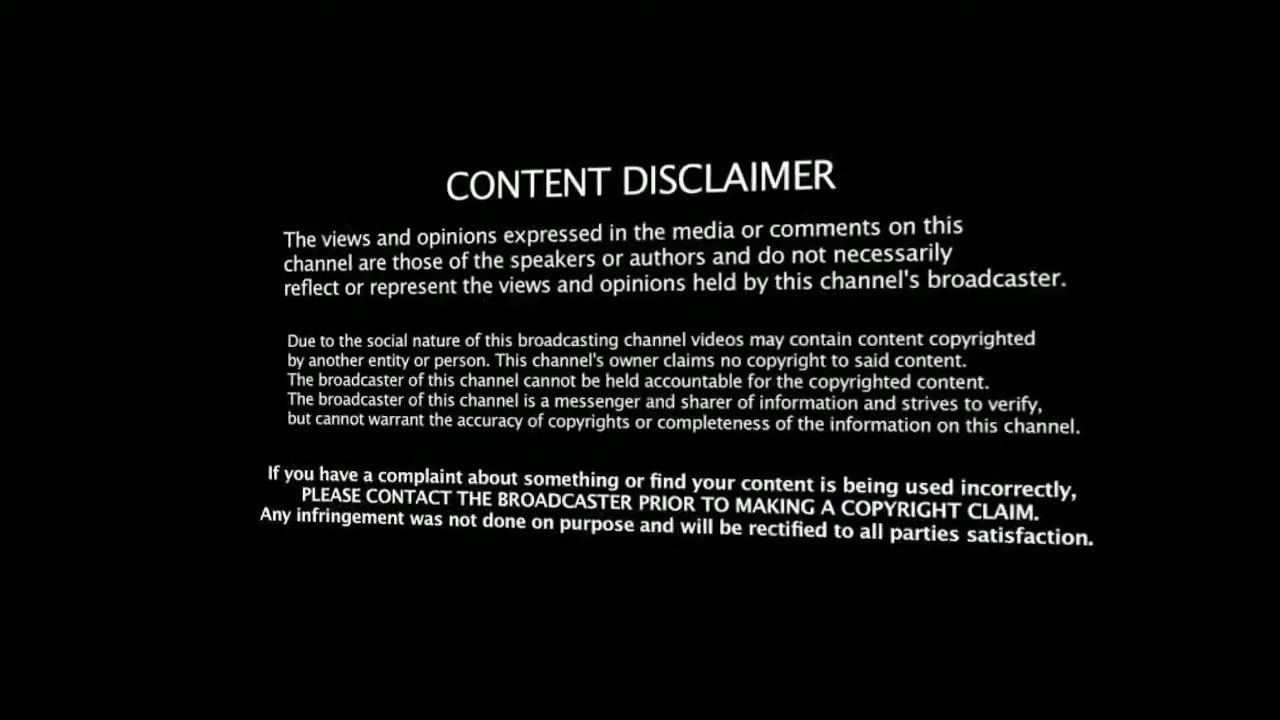 CONTENT DISCLAIMER
The views and opinions expressed in the media or comments on this
channel are those of the speakers or authors and do not necessarily
reflect or represent the views and opinions held by this channel's broadcaster.
Due to the social nature of this broadcasting channel videos may contain content copyrighted
by another entity or person. This channel's owner claims no copyright to said content.
The broadcaster of this channel cannot be held accountable for the copyrighted content.
The broadcaster of this channel is a messenger and sharer of information and strives to verify,
but cannot warrant the accuracy of copyrights or completeness of the information on this channel.
If you have a complaint about something or find your content is being used incorrectly,
PLEASE CONTACT THE BROADCASTER PRIOR TO MAKING A COPYRIGHT CLAIM.
Any infringement was not done on purpose and will be rectified to all parties satisfaction.